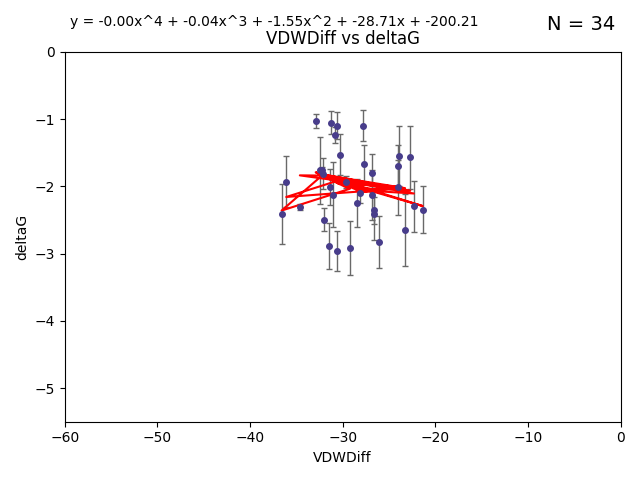 y = -0.00x^4 + -0.04x^3 + -1.55x^2 + -28.71x + -200.21
N = 34
VDWDiff vs deltaG
0
−1
−2
−3
−4
−5
deltaG
−60 −50 −40 −30 −20 −10 0
VDWDiff